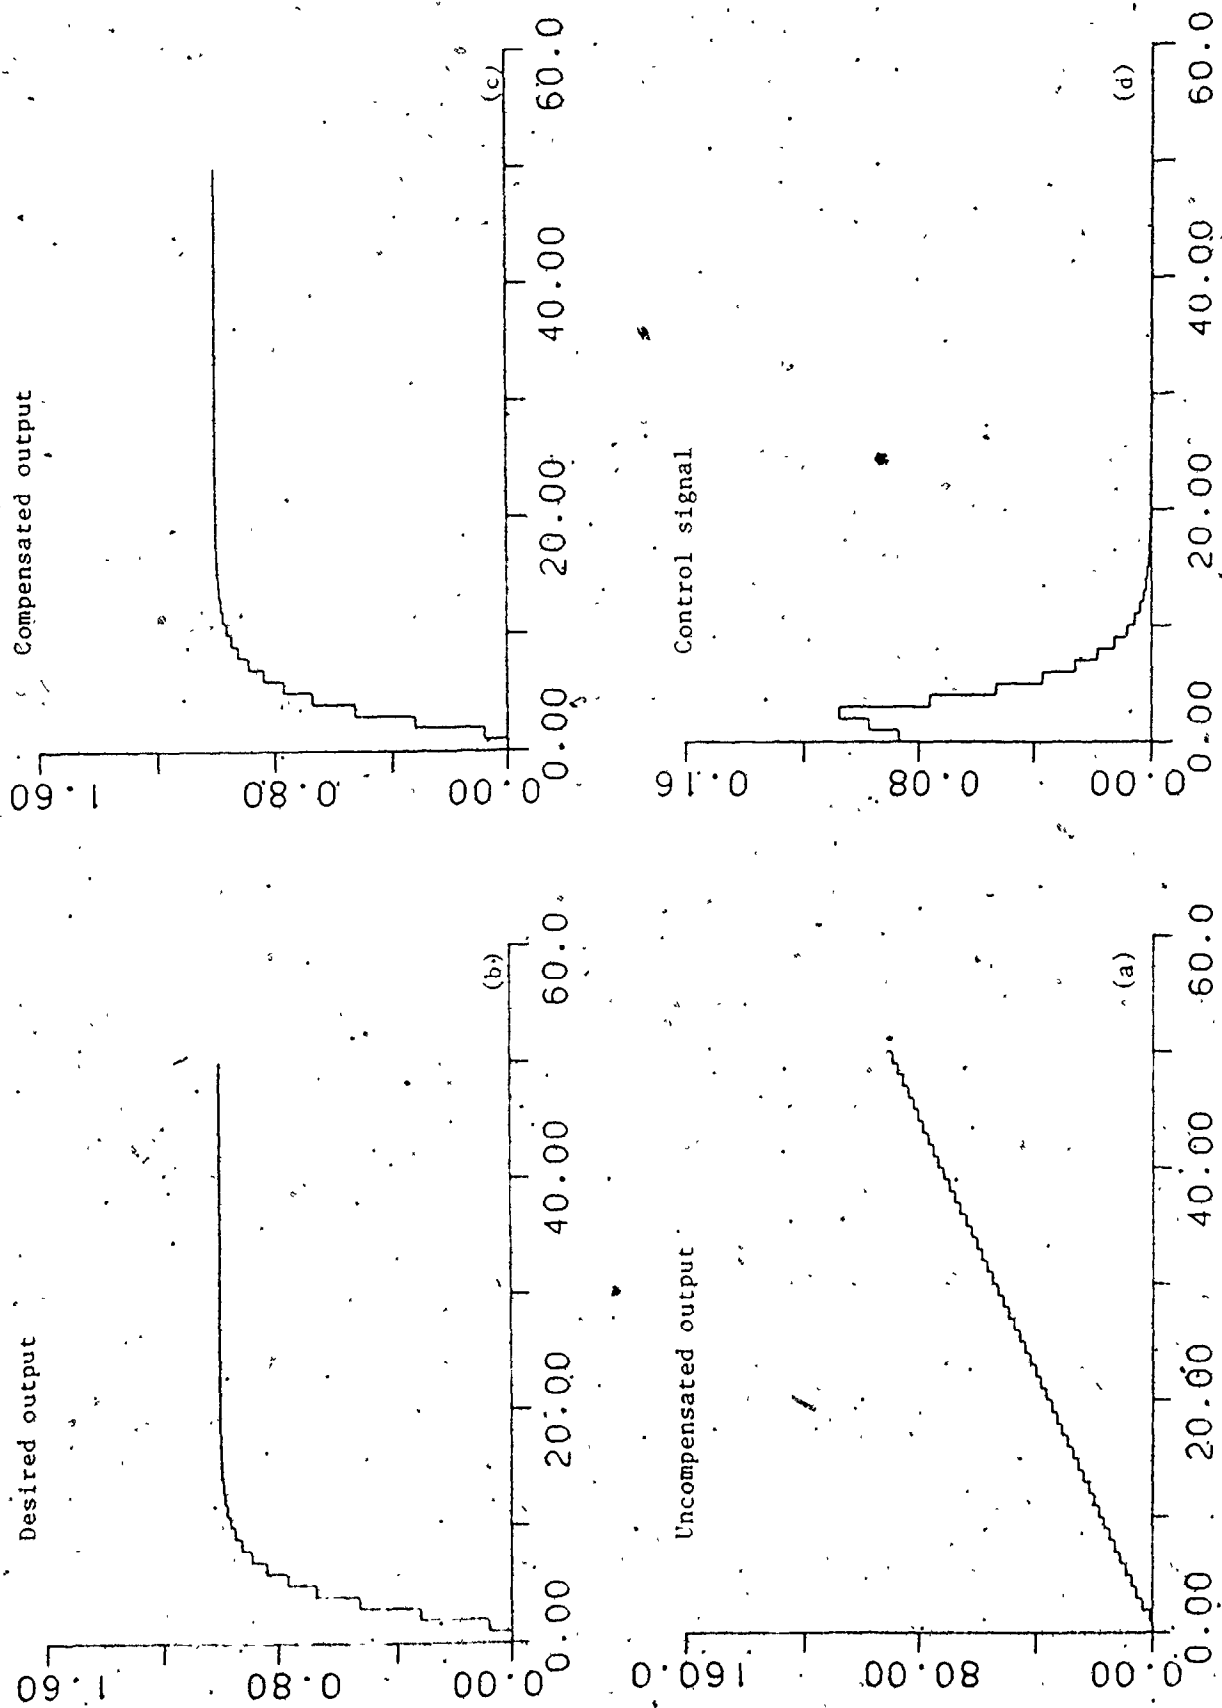 Desired output
1.60
0.80
0.00
0.00 20.00 40.00 60.0
(b)
Compensated output
1.60
0.80
0.00
0.00 20.00 40.00 60.0
(c)
Uncompensated output
160.0
80.00
0.00
0.00 20.00 40.00 60.0
(a)
Control signal
0.16
0.08
0.00
0.00 20.00 40.00 60.0
(d)